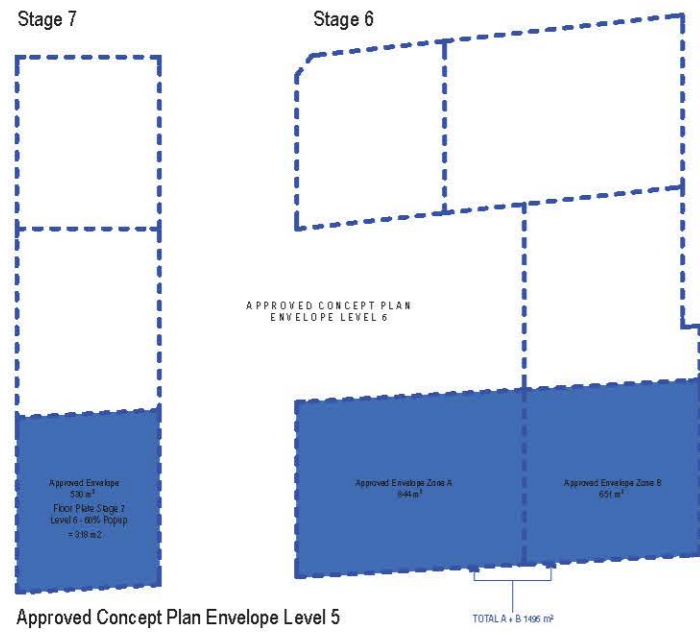 Stage 7
Stage 6
APPROVED CONCEPT PLAN
ENVELOPE LEVEL 6
Approved Envelope
530 m²
Floor Plate Stage 7
Level 6 - 60% Popup
= 318 m2
Approved Envelope Zone A
844 m²
Approved Envelope Zone B
651 m²
Approved Concept Plan Envelope Level 5
TOTAL A + B 1495 m²